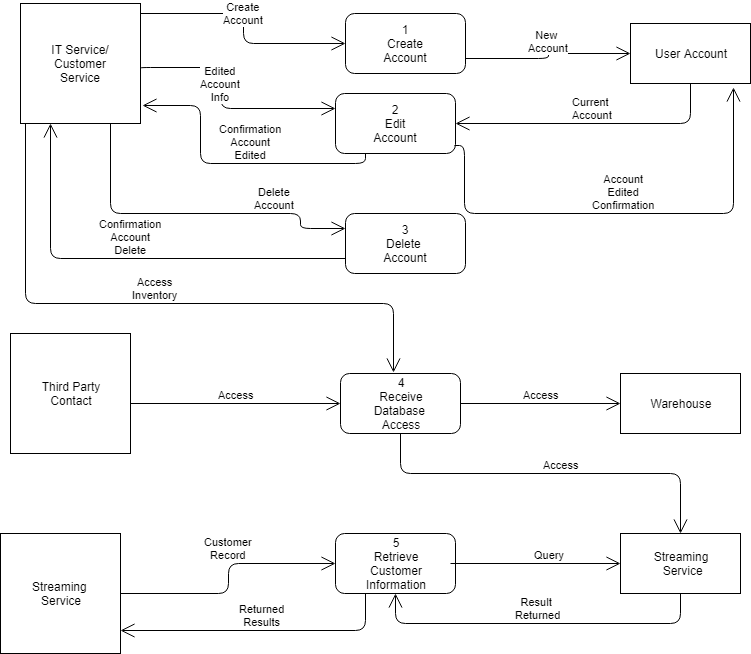 Create
Account
IT Service/
Customer
Service
1
Create
Account
New
Account
User Account
Edited
Account
Info
2
Edit
Account
Current
Account
Confirmation
Account
Edited
Account
Edited
Confirmation
Delete
Account
Confirmation
Account
Delete
3
Delete
Account
Access
Inventory
Third Party
Contact
Access
4
Receive
Database
Access
Access
Warehouse
Access
Streaming
Service
Customer
Record
5
Retrieve
Customer
Information
Query
Streaming
Service
Returned
Results
Result
Returned